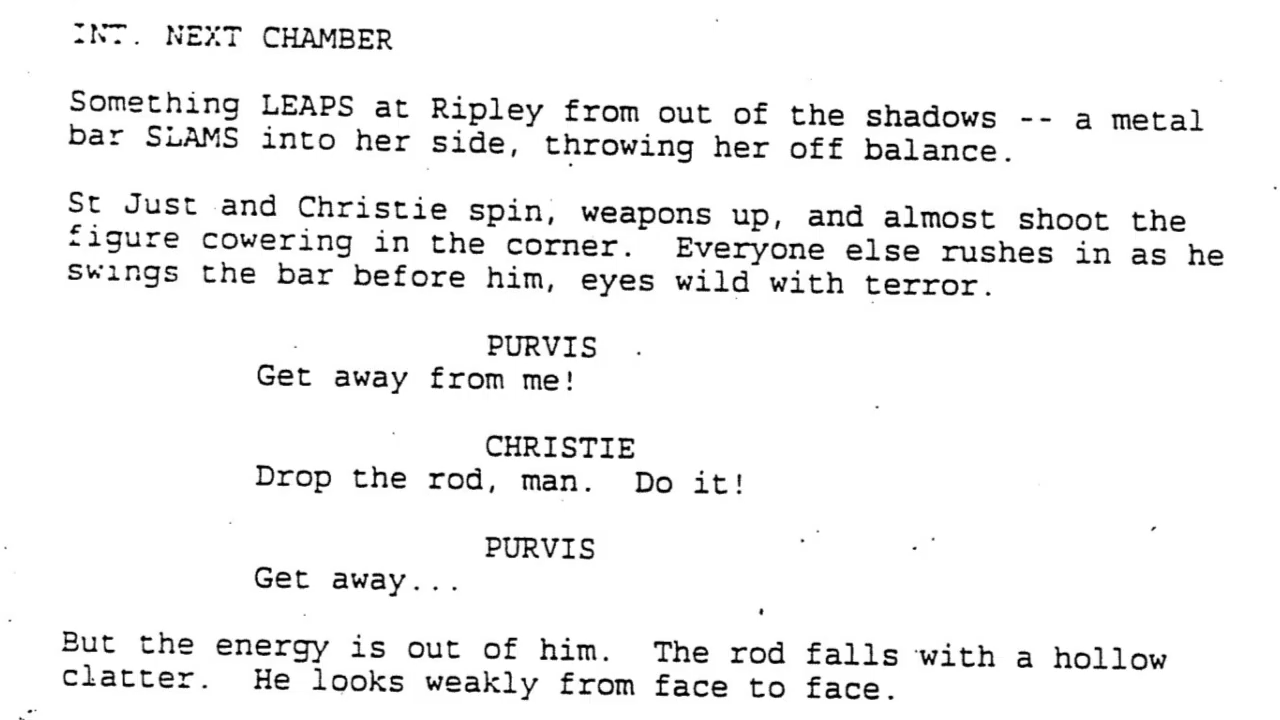 INT. NEXT CHAMBER
Something LEAPS at Ripley from out of the shadows -- a metal
bar SLAMS into her side, throwing her off balance.
St Just and Christie spin, weapons up, and almost shoot the
figure cowering in the corner. Everyone else rushes in as he
swings the bar before him, eyes wild with terror.
PURVIS
Get away from me!
CHRISTIE
Drop the rod, man. Do it!
PURVIS
Get away...
But the energy is out of him. The rod falls with a hollow
clatter. He looks weakly from face to face.